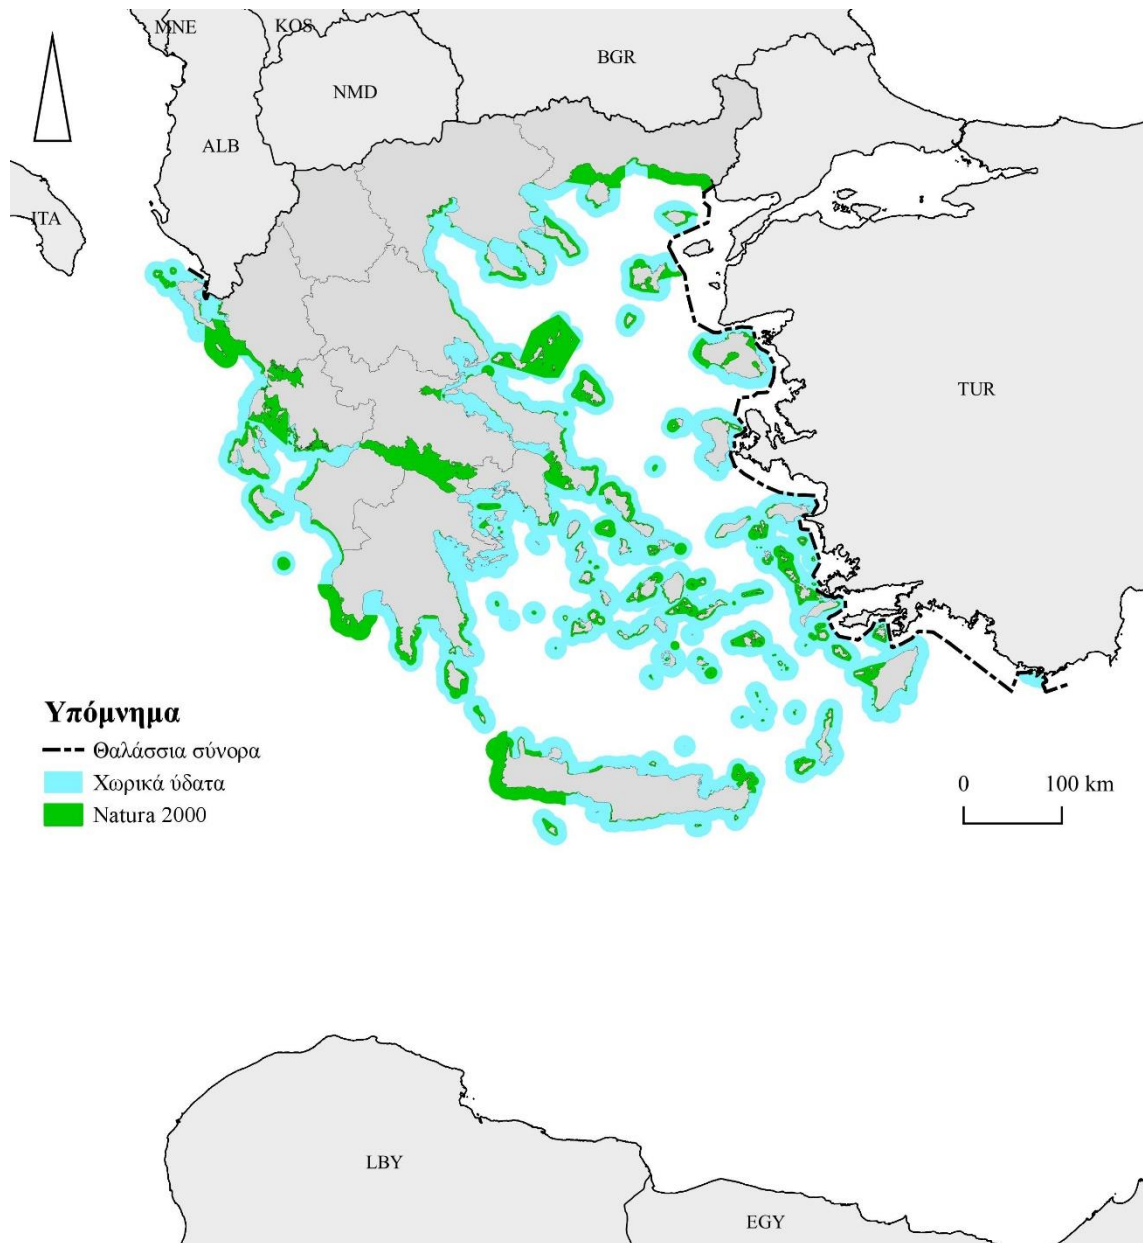 MNE
KOS
BGR
NMD
ALB
ITA
TUR
Υπόμνημα
Θαλάσσια σύνορα
Χωρικά ύδατα
Natura 2000
0 100 km
LBY
EGY